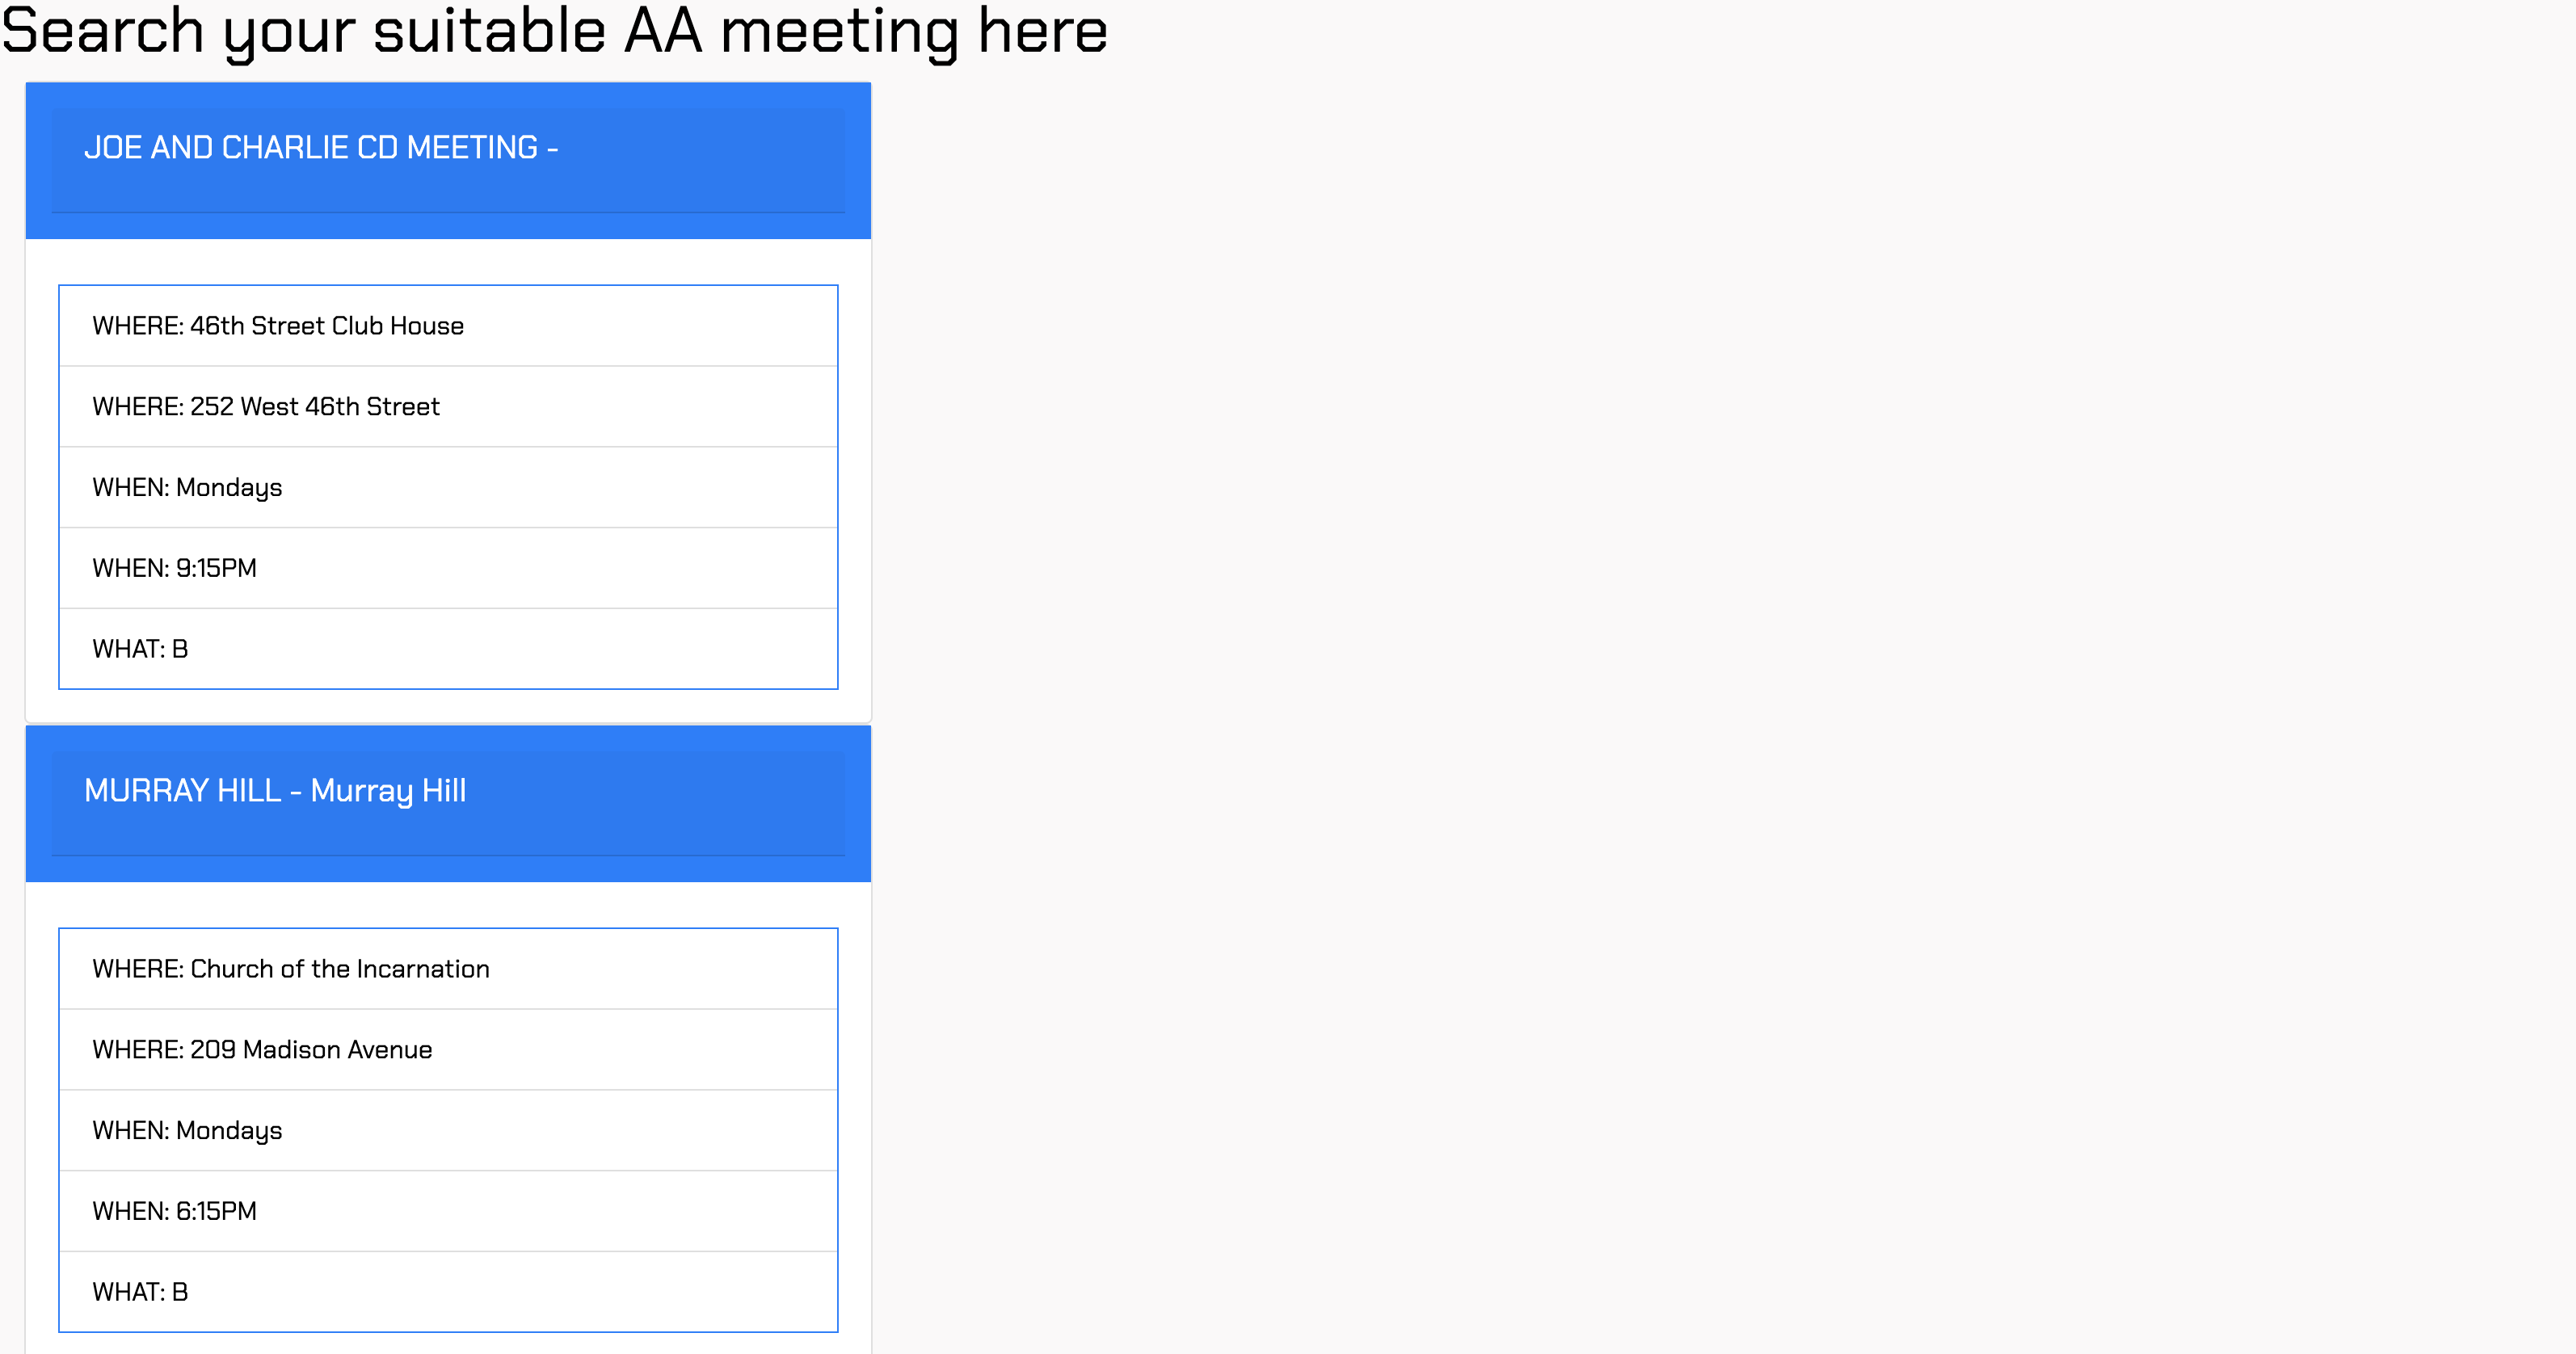 Search your suitable AA meeting here
JOE AND CHARLIE CD MEETING -
WHERE: 46th Street Club House
WHERE: 252 West 46th Street
WHEN: Mondays
WHEN: 9:15PM
WHAT: B
MURRAY HILL - Murray Hill
WHERE: Church of the Incarnation
WHERE: 209 Madison Avenue
WHEN: Mondays
WHEN: 6:15PM
WHAT: B